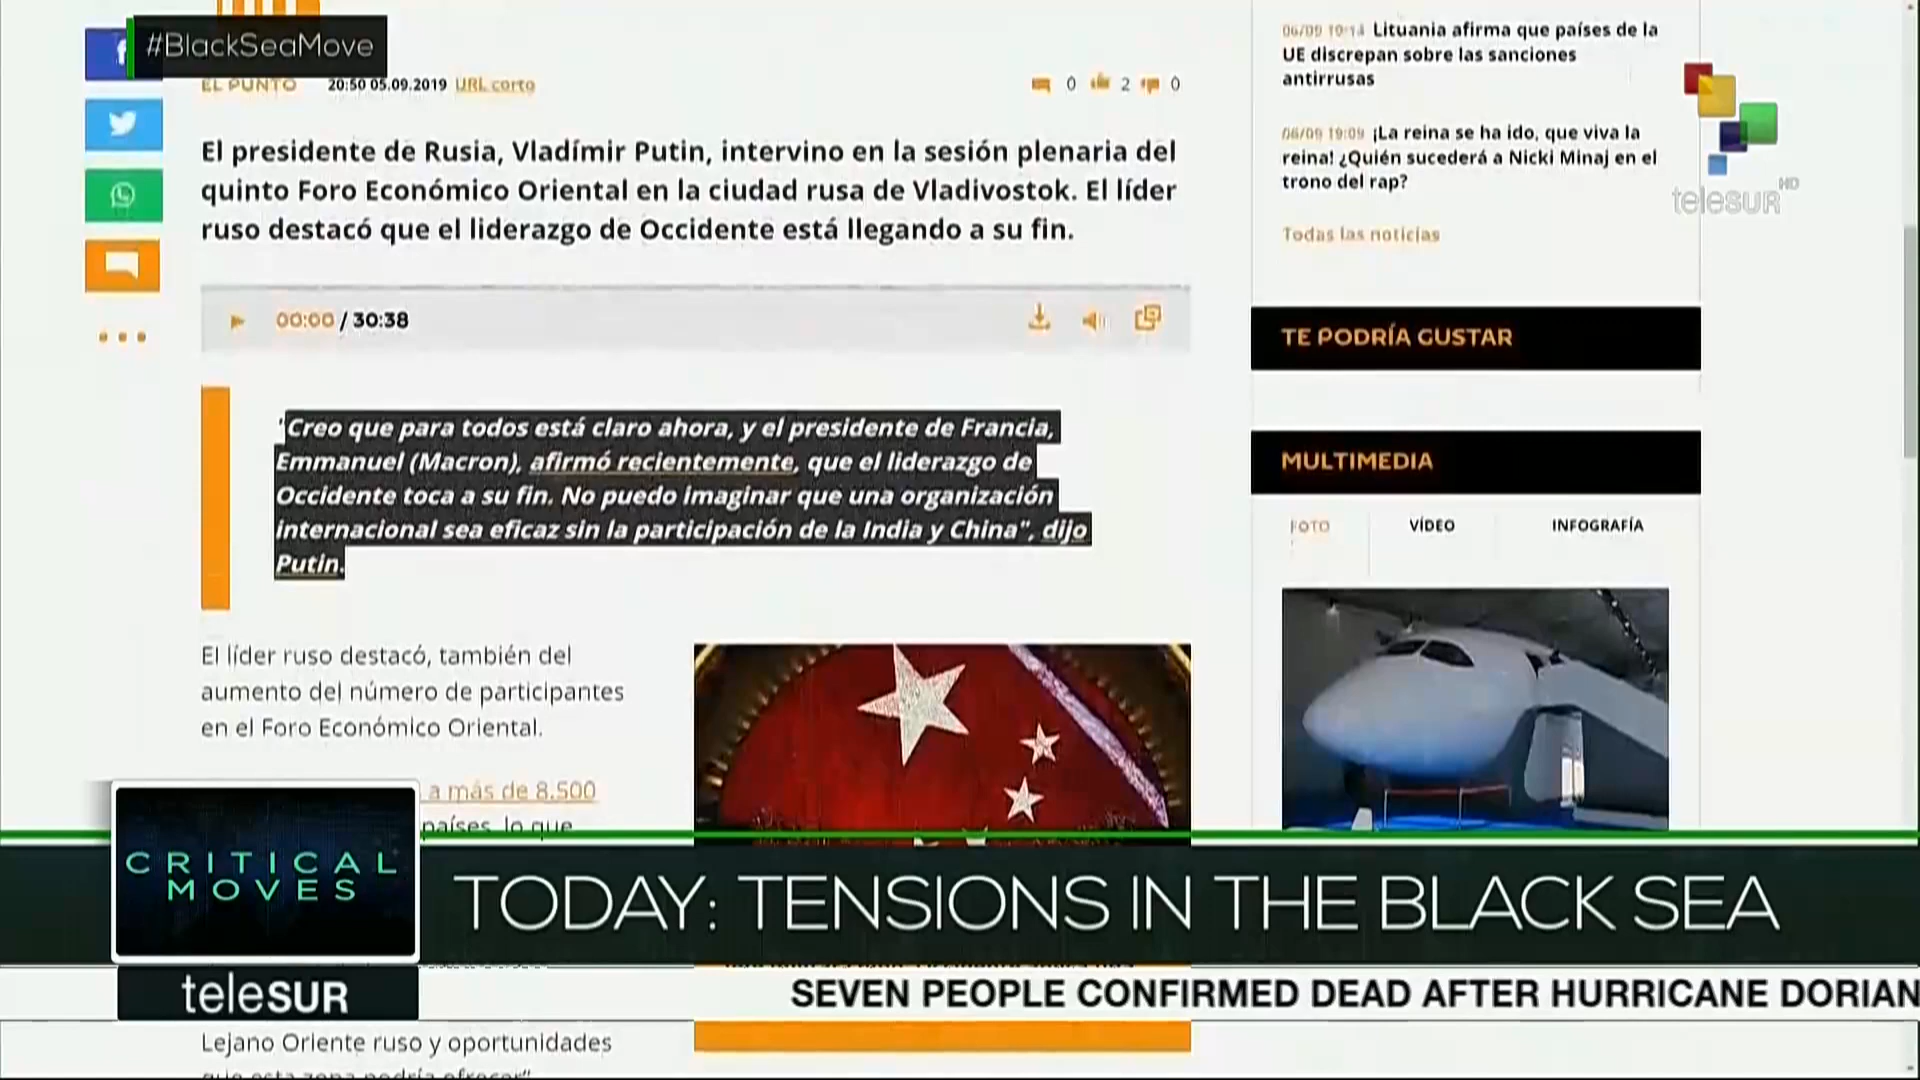 #BlackSeaMove
EL PUNTO 20:50 05.09.2019 URL corto 0 2 0
El presidente de Rusia, Vladímir Putin, intervino en la sesión plenaria del
quinto Foro Económico Oriental en la ciudad rusa de Vladivostok. El líder
ruso destacó que el liderazgo de Occidente está llegando a su fin.
00:00 / 30:38
"Creo que para todos está claro ahora, y el presidente de Francia,
Emmanuel (Macron), afirmó recientemente, que el liderazgo de
Occidente toca a su fin. No puedo imaginar que una organización
internacional sea eficaz sin la participación de la India y China", dijo
Putin.
El líder ruso destacó, también del
aumento del número de participantes
en el Foro Económico Oriental.
a más de 8.500
países, lo que
Lejano Oriente ruso y oportunidades
que esta zona podría ofrecer"
06/09 19:14 Lituania afirma que países de la
UE discrepan sobre las sanciones
antirrusas
06/09 19:09 ¡La reina se ha ido, que viva la
reina! ¿Quién sucederá a Nicki Minaj en el
trono del rap?
Todas las noticias
TE PODRÍA GUSTAR
MULTIMEDIA
FOTO VÍDEO INFOGRAFÍA
teleSUR HD
CRITICAL
MOVES
TODAY: TENSIONS IN THE BLACK SEA
teleSUR
SEVEN PEOPLE CONFIRMED DEAD AFTER HURRICANE DORIAN